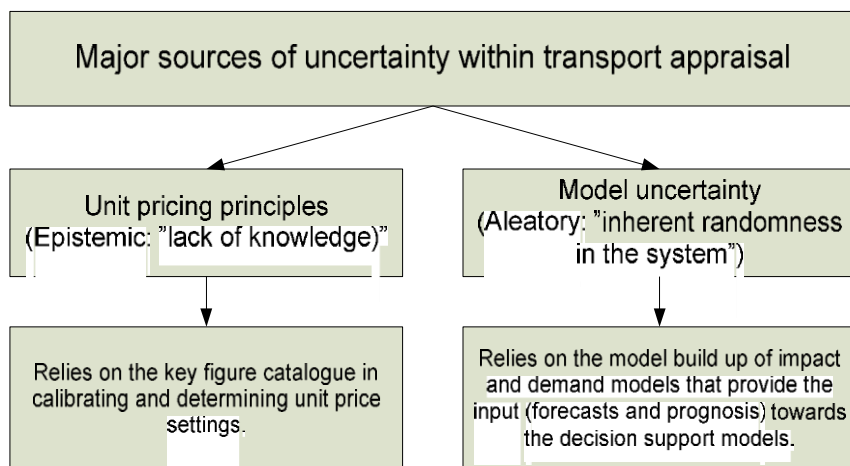 Major sources of uncertainty within transport appraisal
Unit pricing principles
(Epistemic: ”lack of knowledge)”
Model uncertainty
(Aleatory: ”inherent randomness
in the system”)
Relies on the key figure catalogue in
calibrating and determining unit price
settings.
Relies on the model build up of impact
and demand models that provide the
input (forecasts and prognosis) towards
the decision support models.